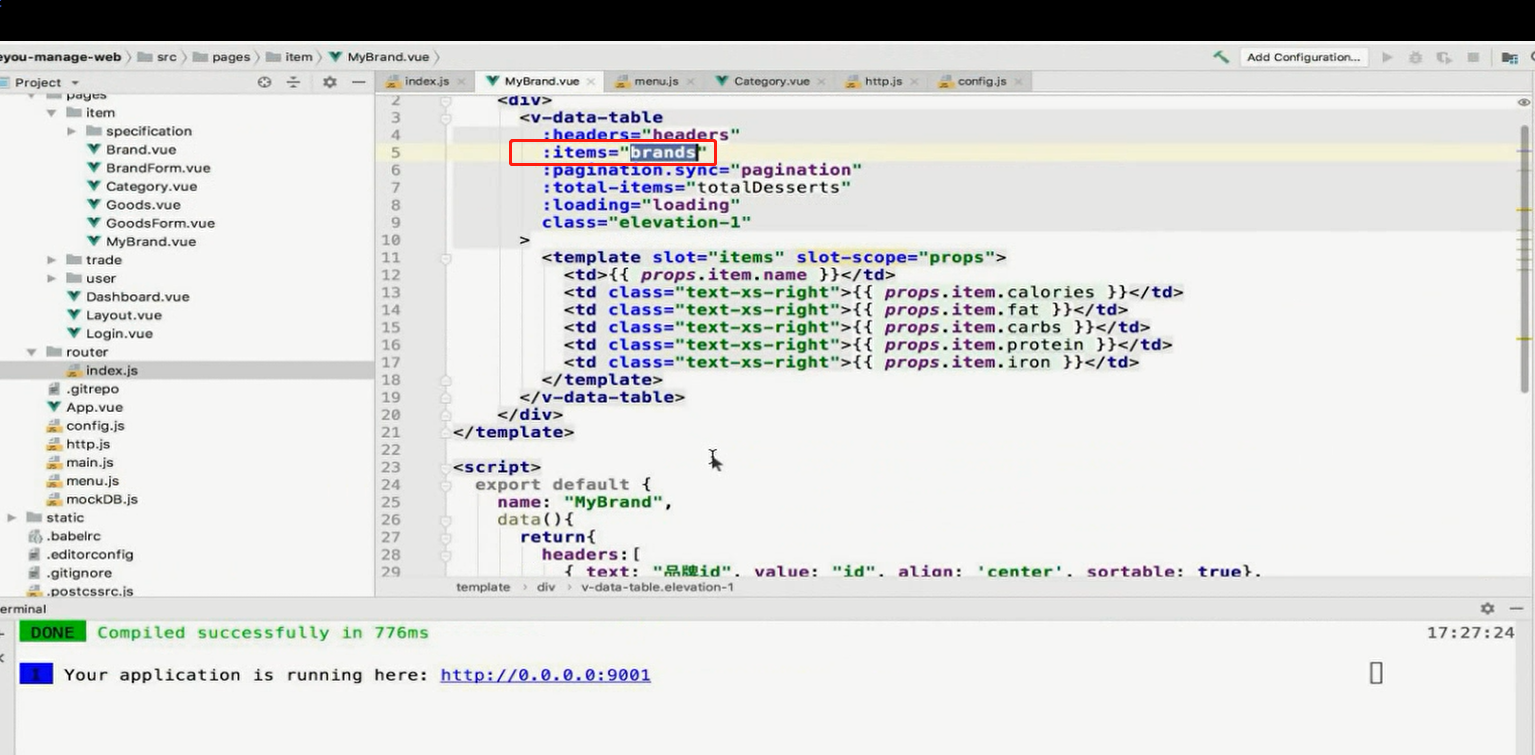 eyou-manage-web src pages item MyBrand.vue Add Configuration...
Project index.js MyBrand.vue menu.js Category.vue http.js config.js
pages
item
specification
Brand.vue
BrandForm.vue
Category.vue
Goods.vue
GoodsForm.vue
MyBrand.vue
trade
user
Dashboard.vue
Layout.vue
Login.vue
router
index.js
.gitrepo
App.vue
config.js
http.js
main.js
menu.js
mockDB.js
static
.babelrc
.editorconfig
.gitignore
.postcssrc.js
2 <div>
3 <v-data-table
4 :headers="headers"
5 :items="brands"
6 :pagination.sync="pagination"
7 :total-items="totalDesserts"
8 :loading="loading"
9 class="elevation-1"
10 >
11 <template slot="items" slot-scope="props">
12 <td>{{ props.item.name }}</td>
13 <td class="text-xs-right">{{ props.item.calories }}</td>
14 <td class="text-xs-right">{{ props.item.fat }}</td>
15 <td class="text-xs-right">{{ props.item.carbs }}</td>
16 <td class="text-xs-right">{{ props.item.protein }}</td>
17 <td class="text-xs-right">{{ props.item.iron }}</td>
18 </template>
19 </v-data-table>
20 </div>
21 </template>
22
23 <script>
24 export default {
25 name: "MyBrand",
26 data(){
27 return{
28 headers:[
29 { text: "品牌id", value: "id", align: 'center', sortable: true},
template › div › v-data-table.elevation-1
erminal
DONE Compiled successfully in 776ms 17:27:24
I Your application is running here: http://0.0.0.0:9001